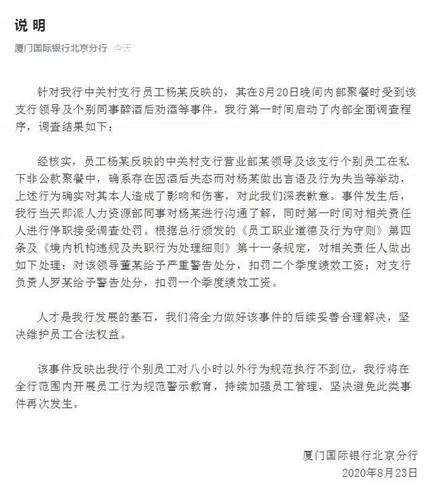 说 明
厦门国际银行北京分行 今天
针对我行中关村支行员工杨某反映的，其在8月20日晚间内部聚餐时受到该
支行领导及个别同事醉酒后劝酒等事件，我行第一时间启动了内部全面调查程
序，调查结果如下：
经核实，员工杨某反映的中关村支行营业部某领导及该支行个别员工在私
下非公款聚餐中，确系存在因酒后失态而对杨某做出言语及行为失当等举动，
上述行为确实对其本人造成了影响和伤害，对此我们深表歉意。事件发生后，
我行当天即派人力资源部同事对杨某进行沟通了解，同时第一时间对相关责任
人进行停职接受调查。根据总行颁发的《员工职业道德及行为守则》第四
条及《境内机构违规及失职行为处理细则》第十一条规定，对相关责任人做出
如下处理：对该领导董某给予严重警告处分，扣罚二个季度绩效工资；对支行
负责人罗某给予警告处分，扣罚一个季度绩效工资。
人才是我行发展的基石，我们将全力做好该事件的后续妥善合理解决，坚
决维护员工合法权益。
该事件反映出我行个别员工对八小时以外行为规范执行不到位，我行将在
全行范围内开展员工行为规范警示教育，持续加强员工管理，坚决避免此类事
件再次发生。
厦门国际银行北京分行
2020年8月23日